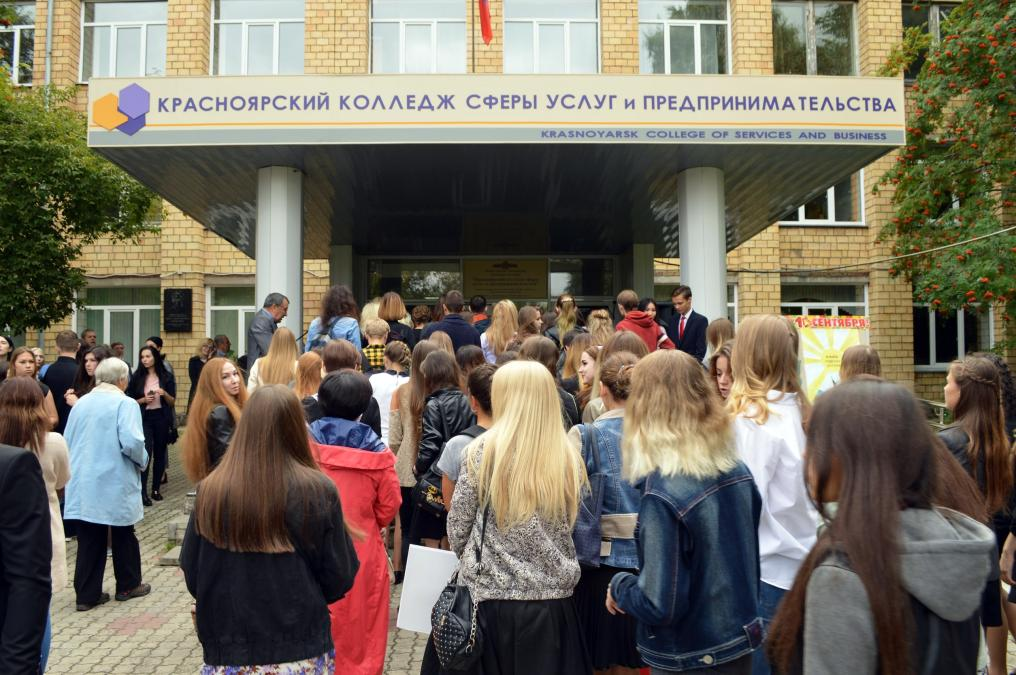 КРАСНОЯРСКИЙ КОЛЛЕДЖ СФЕРЫ УСЛУГ и ПРЕДПРИНИМАТЕЛЬСТВА
KRASNOYARSK COLLEGE OF SERVICES AND BUSINESS
СЕНТЯБРЯ